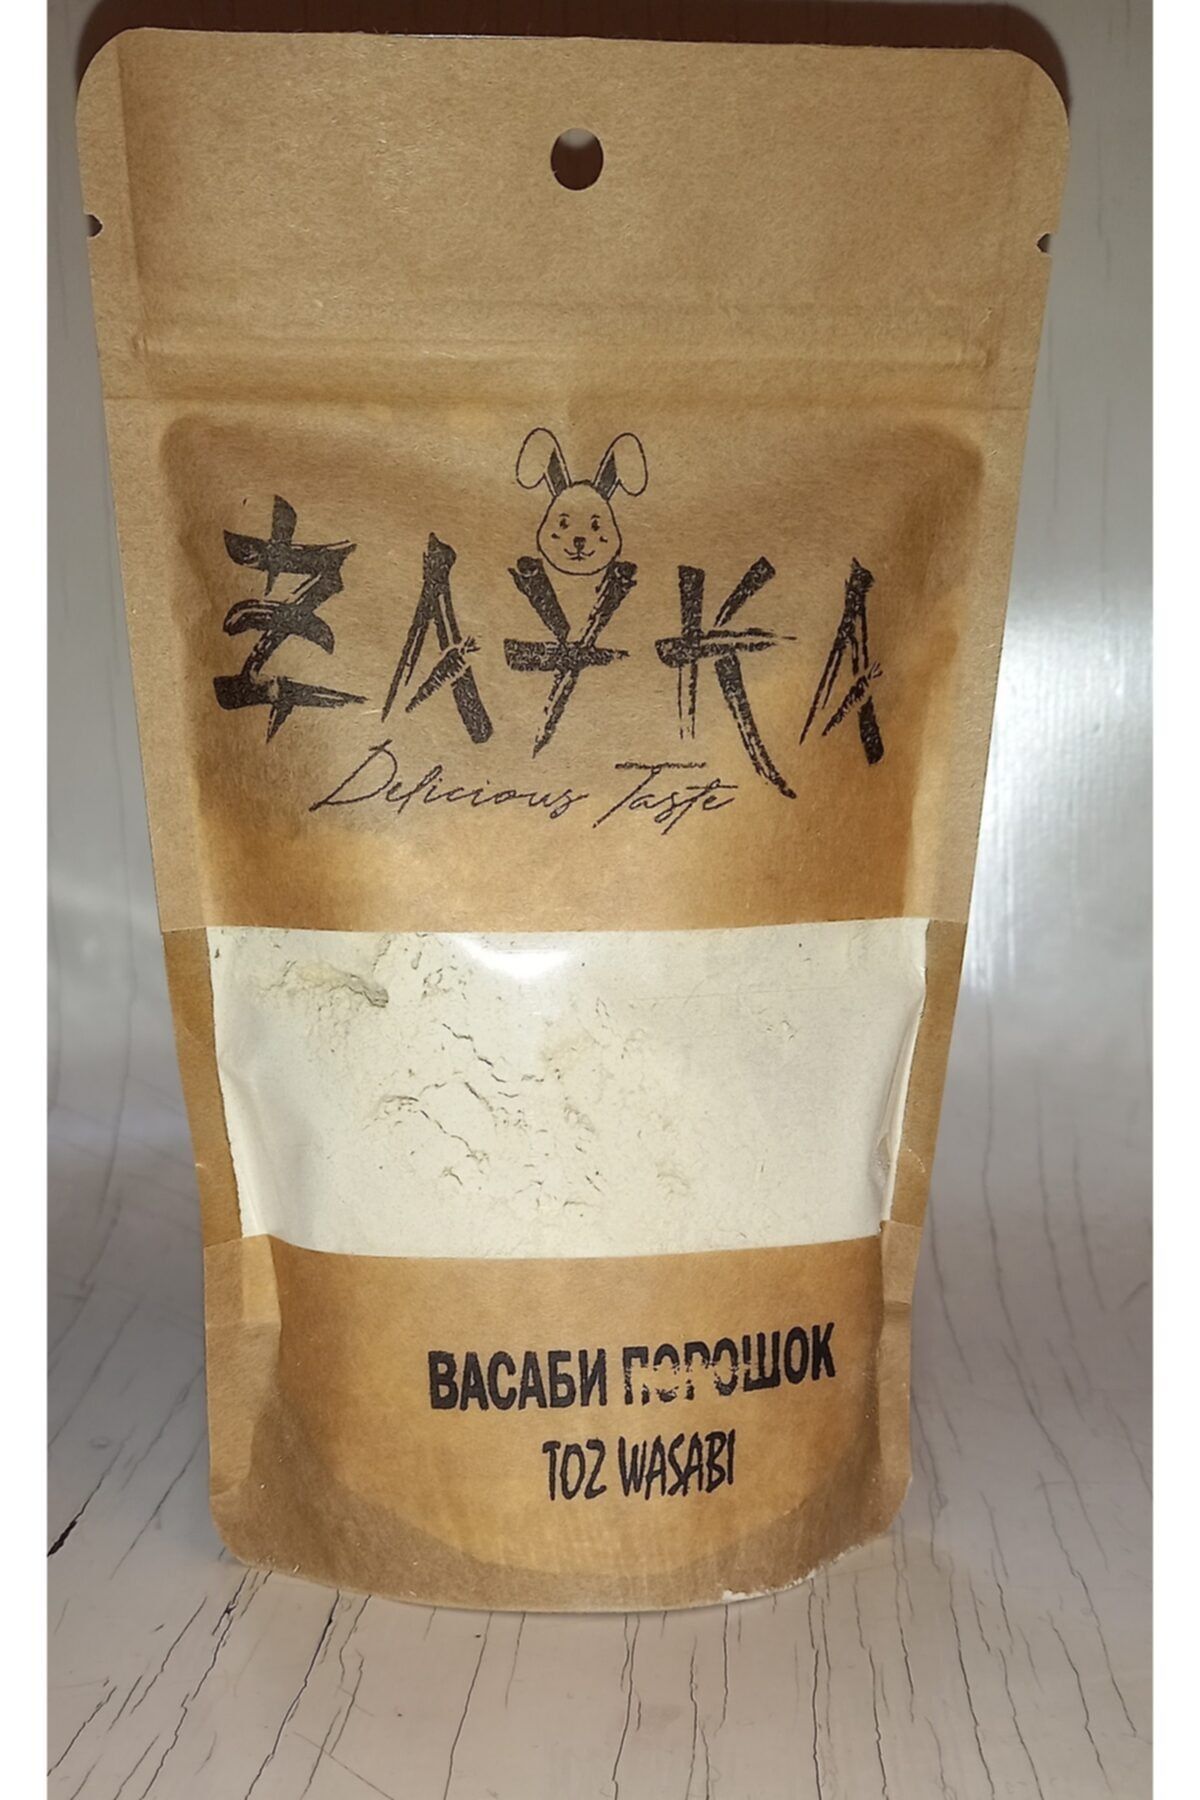 ZAYKA
Delicious Taste
ВАСАБИ ПОРОШОК
TOZ WASABI